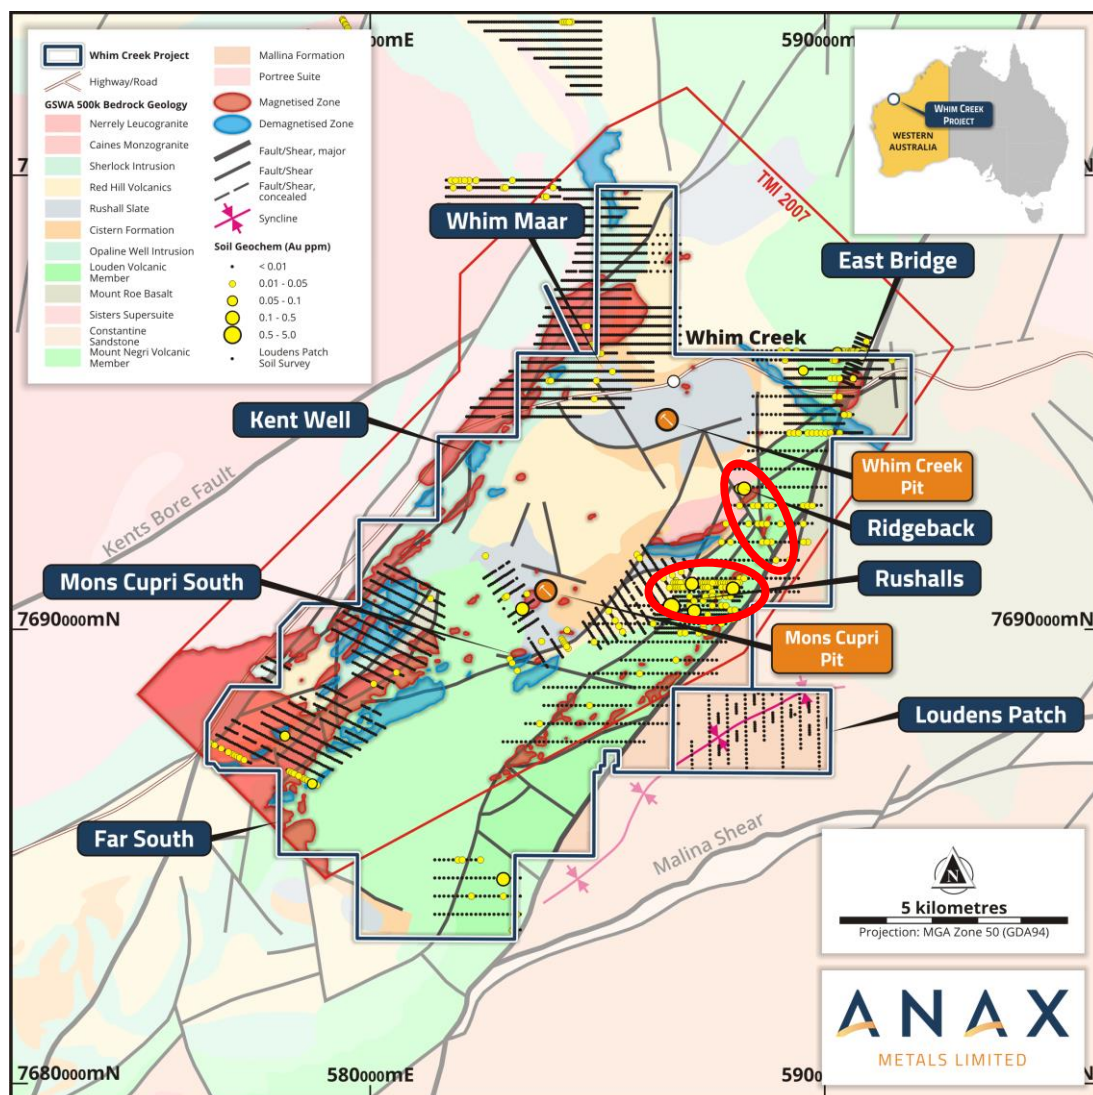 Whim Creek Project
Highway/Road
GSWA 500k Bedrock Geology
Nerrely Leucogranite
Caines Monzogranite
Sherlock Intrusion
Red Hill Volcanics
Rushall Slate
Cistern Formation
Opaline Well Intrusion
Louden Volcanic
Member
Mount Roe Basalt
Sisters Supersuite
Constantine
Sandstone
Mount Negri Volcanic
Member
Mallina Formation
Portree Suite
Magnetised Zone
Demagnetised Zone
Fault/Shear, major
Fault/Shear
Fault/Shear,
concealed
Syncline
Soil Geochem (Au ppm)
< 0.01
0.01 - 0.05
0.05 - 0.1
0.1 - 0.5
0.5 - 5.0
Loudens Patch
Soil Survey
000mE
590000m
WESTERN
AUSTRALIA
WHIM CREEK
PROJECT
7
TMI 2007
Whim Maar
East Bridge
Whim Creek
Kent Well
Kents Bore Fault
Whim Creek
Pit
Ridgeback
Mons Cupri South
Rushalls
7690000mN
7690000mN
Mons Cupri
Pit
Loudens Patch
Far South
Malina Shear
N
5 kilometres
Projection: MGA Zone 50 (GDA94)
ANAX
METALS LIMITED
7680000mN
580000mE
590